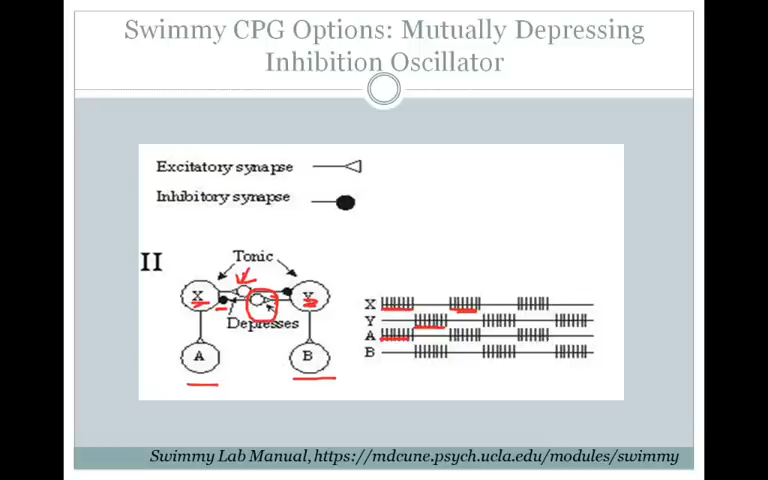 Swimmy CPG Options: Mutually Depressing
Inhibition Oscillator
Excitatory synapse
Inhibitory synapse
II
Tonic
X
Y
Depresses
A
B
X
Y
A
B
Swimmy Lab Manual, https://mdcune.psych.ucla.edu/modules/swimmy